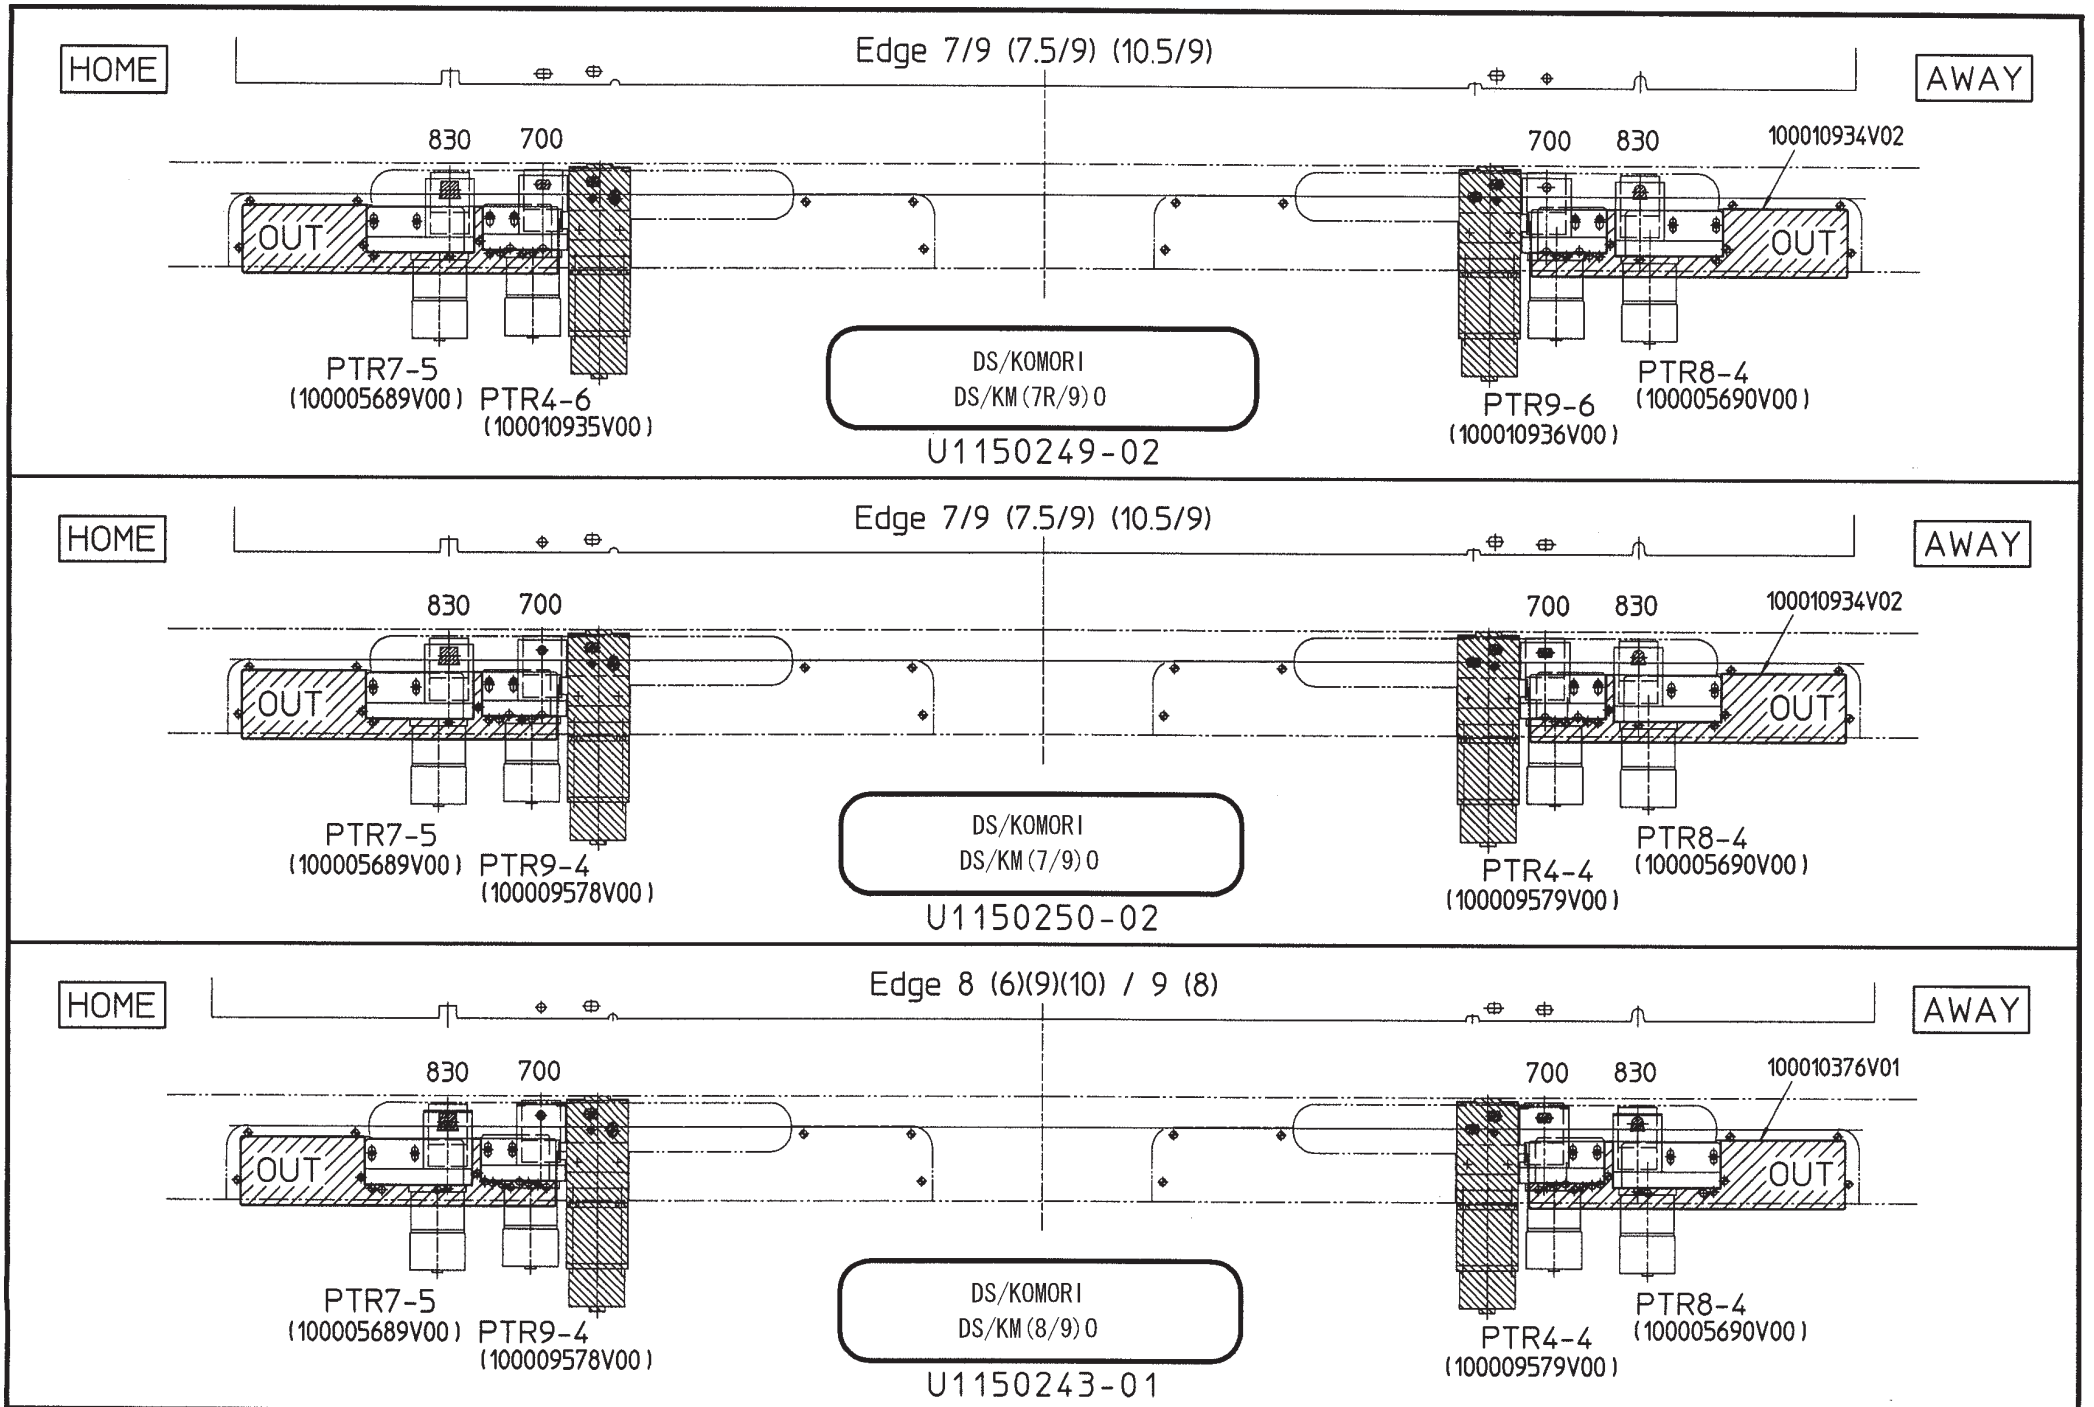 Edge 7/9 (7.5/9) (10.5/9)
HOME
AWAY
830
700
700
830
100010934V02
OUT
OUT
PTR7-5
(100005689V00)
PTR4-6
(100010935V00)
DS/KOMORI
DS/KM(7R/9)0
U1150249-02
PTR9-6
(100010936V00)
PTR8-4
(100005690V00)
Edge 7/9 (7.5/9) (10.5/9)
HOME
AWAY
830
700
700
830
100010934V02
OUT
OUT
PTR7-5
(100005689V00)
PTR9-4
(100009578V00)
DS/KOMORI
DS/KM(7/9)0
U1150250-02
PTR4-4
(100009579V00)
PTR8-4
(100005690V00)
Edge 8 (6)(9)(10) / 9 (8)
HOME
AWAY
830
700
700
830
100010376V01
OUT
OUT
PTR7-5
(100005689V00)
PTR9-4
(100009578V00)
DS/KOMORI
DS/KM(8/9)0
U1150243-01
PTR4-4
(100009579V00)
PTR8-4
(100005690V00)